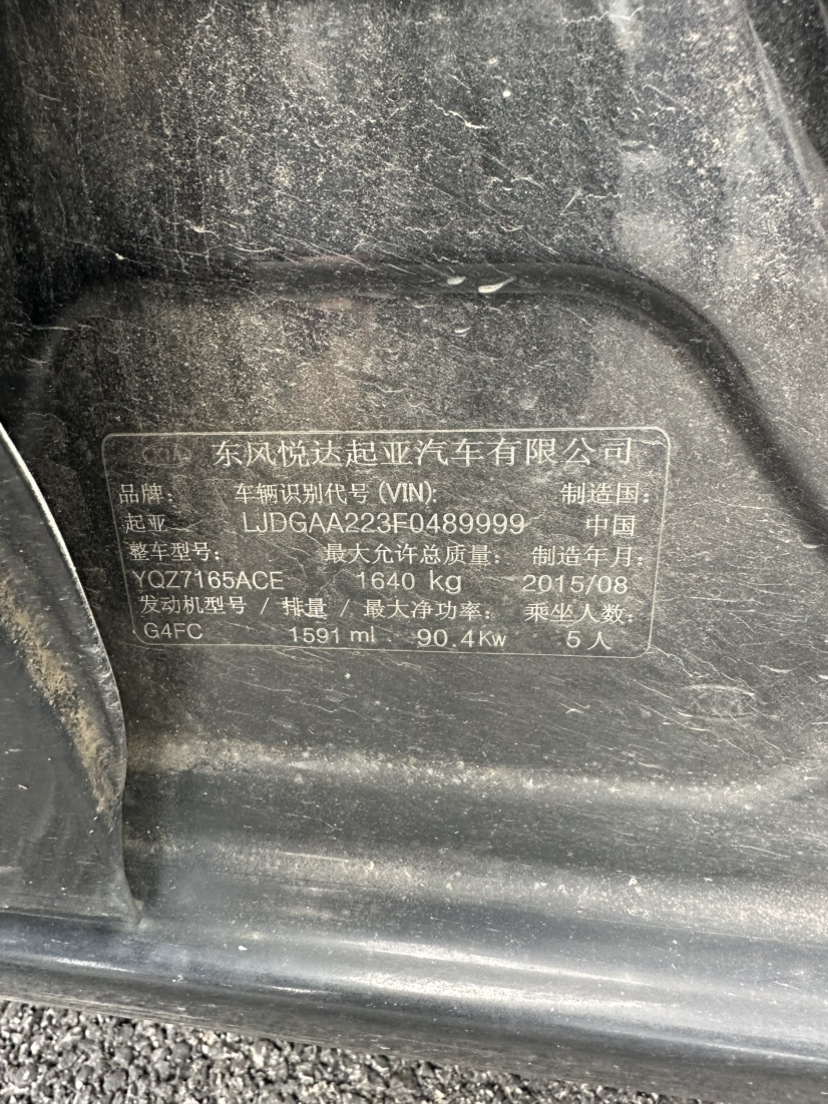 KIA 东风悦达起亚汽车有限公司
品牌: 车辆识别代号(VIN): 制造国:
起亚 LJDGAA223F0489999 中国
整车型号: 最大允许总质量: 制造年月:
YQZ7165ACE 1640 kg 2015/08
发动机型号 / 排量 / 最大净功率: 乘坐人数:
G4FC 1591 ml 90.4Kw 5人
KIA